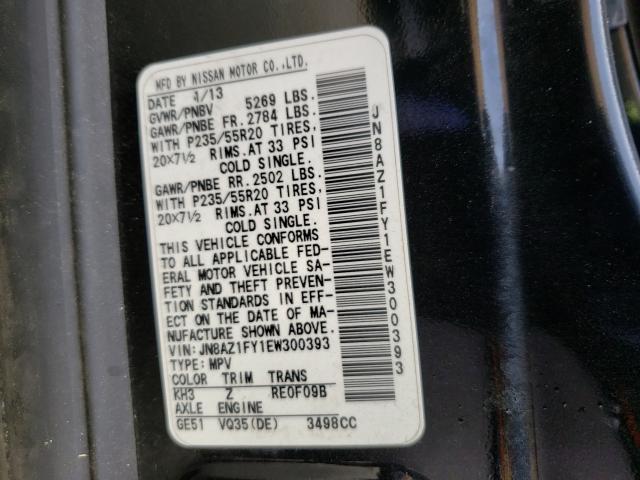 MFD BY NISSAN MOTOR CO.,LTD.
DATE 1/13
GVWR/PNBV 5269 LBS.
GAWR/PNBE FR. 2784 LBS.
WITH P235/55R20 TIRES,
20x7½ RIMS.AT 33 PSI
COLD SINGLE.
GAWR/PNBE RR. 2502 LBS.
WITH P235/55R20 TIRES,
20x7½ RIMS.AT 33 PSI
COLD SINGLE.
THIS VEHICLE CONFORMS
TO ALL APPLICABLE FED-
ERAL MOTOR VEHICLE SA-
FETY AND THEFT PREVEN-
TION STANDARDS IN EFF-
ECT ON THE DATE OF MA-
NUFACTURE SHOWN ABOVE.
VIN: JN8AZ1FY1EW300393
TYPE: MPV
COLOR TRIM TRANS
KH3 Z RE0F09B
AXLE ENGINE
GE51 VQ35(DE) 3498CC
JN8AZ1FY1EW300393